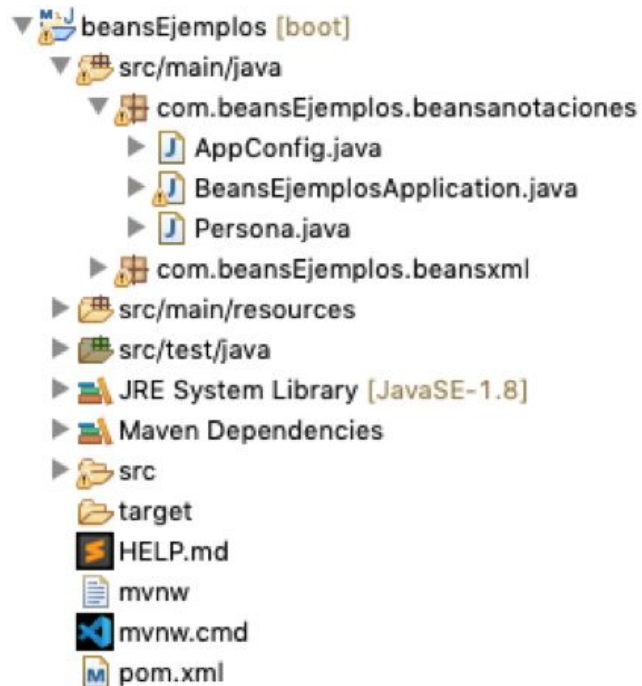 beansEjemplos [boot]
src/main/java
com.beansEjemplos.beansanotaciones
AppConfig.java
BeansEjemplosApplication.java
Persona.java
com.beansEjemplos.beansxml
src/main/resources
src/test/java
JRE System Library [JavaSE-1.8]
Maven Dependencies
src
target
HELP.md
mvnw
mvnw.cmd
pom.xml